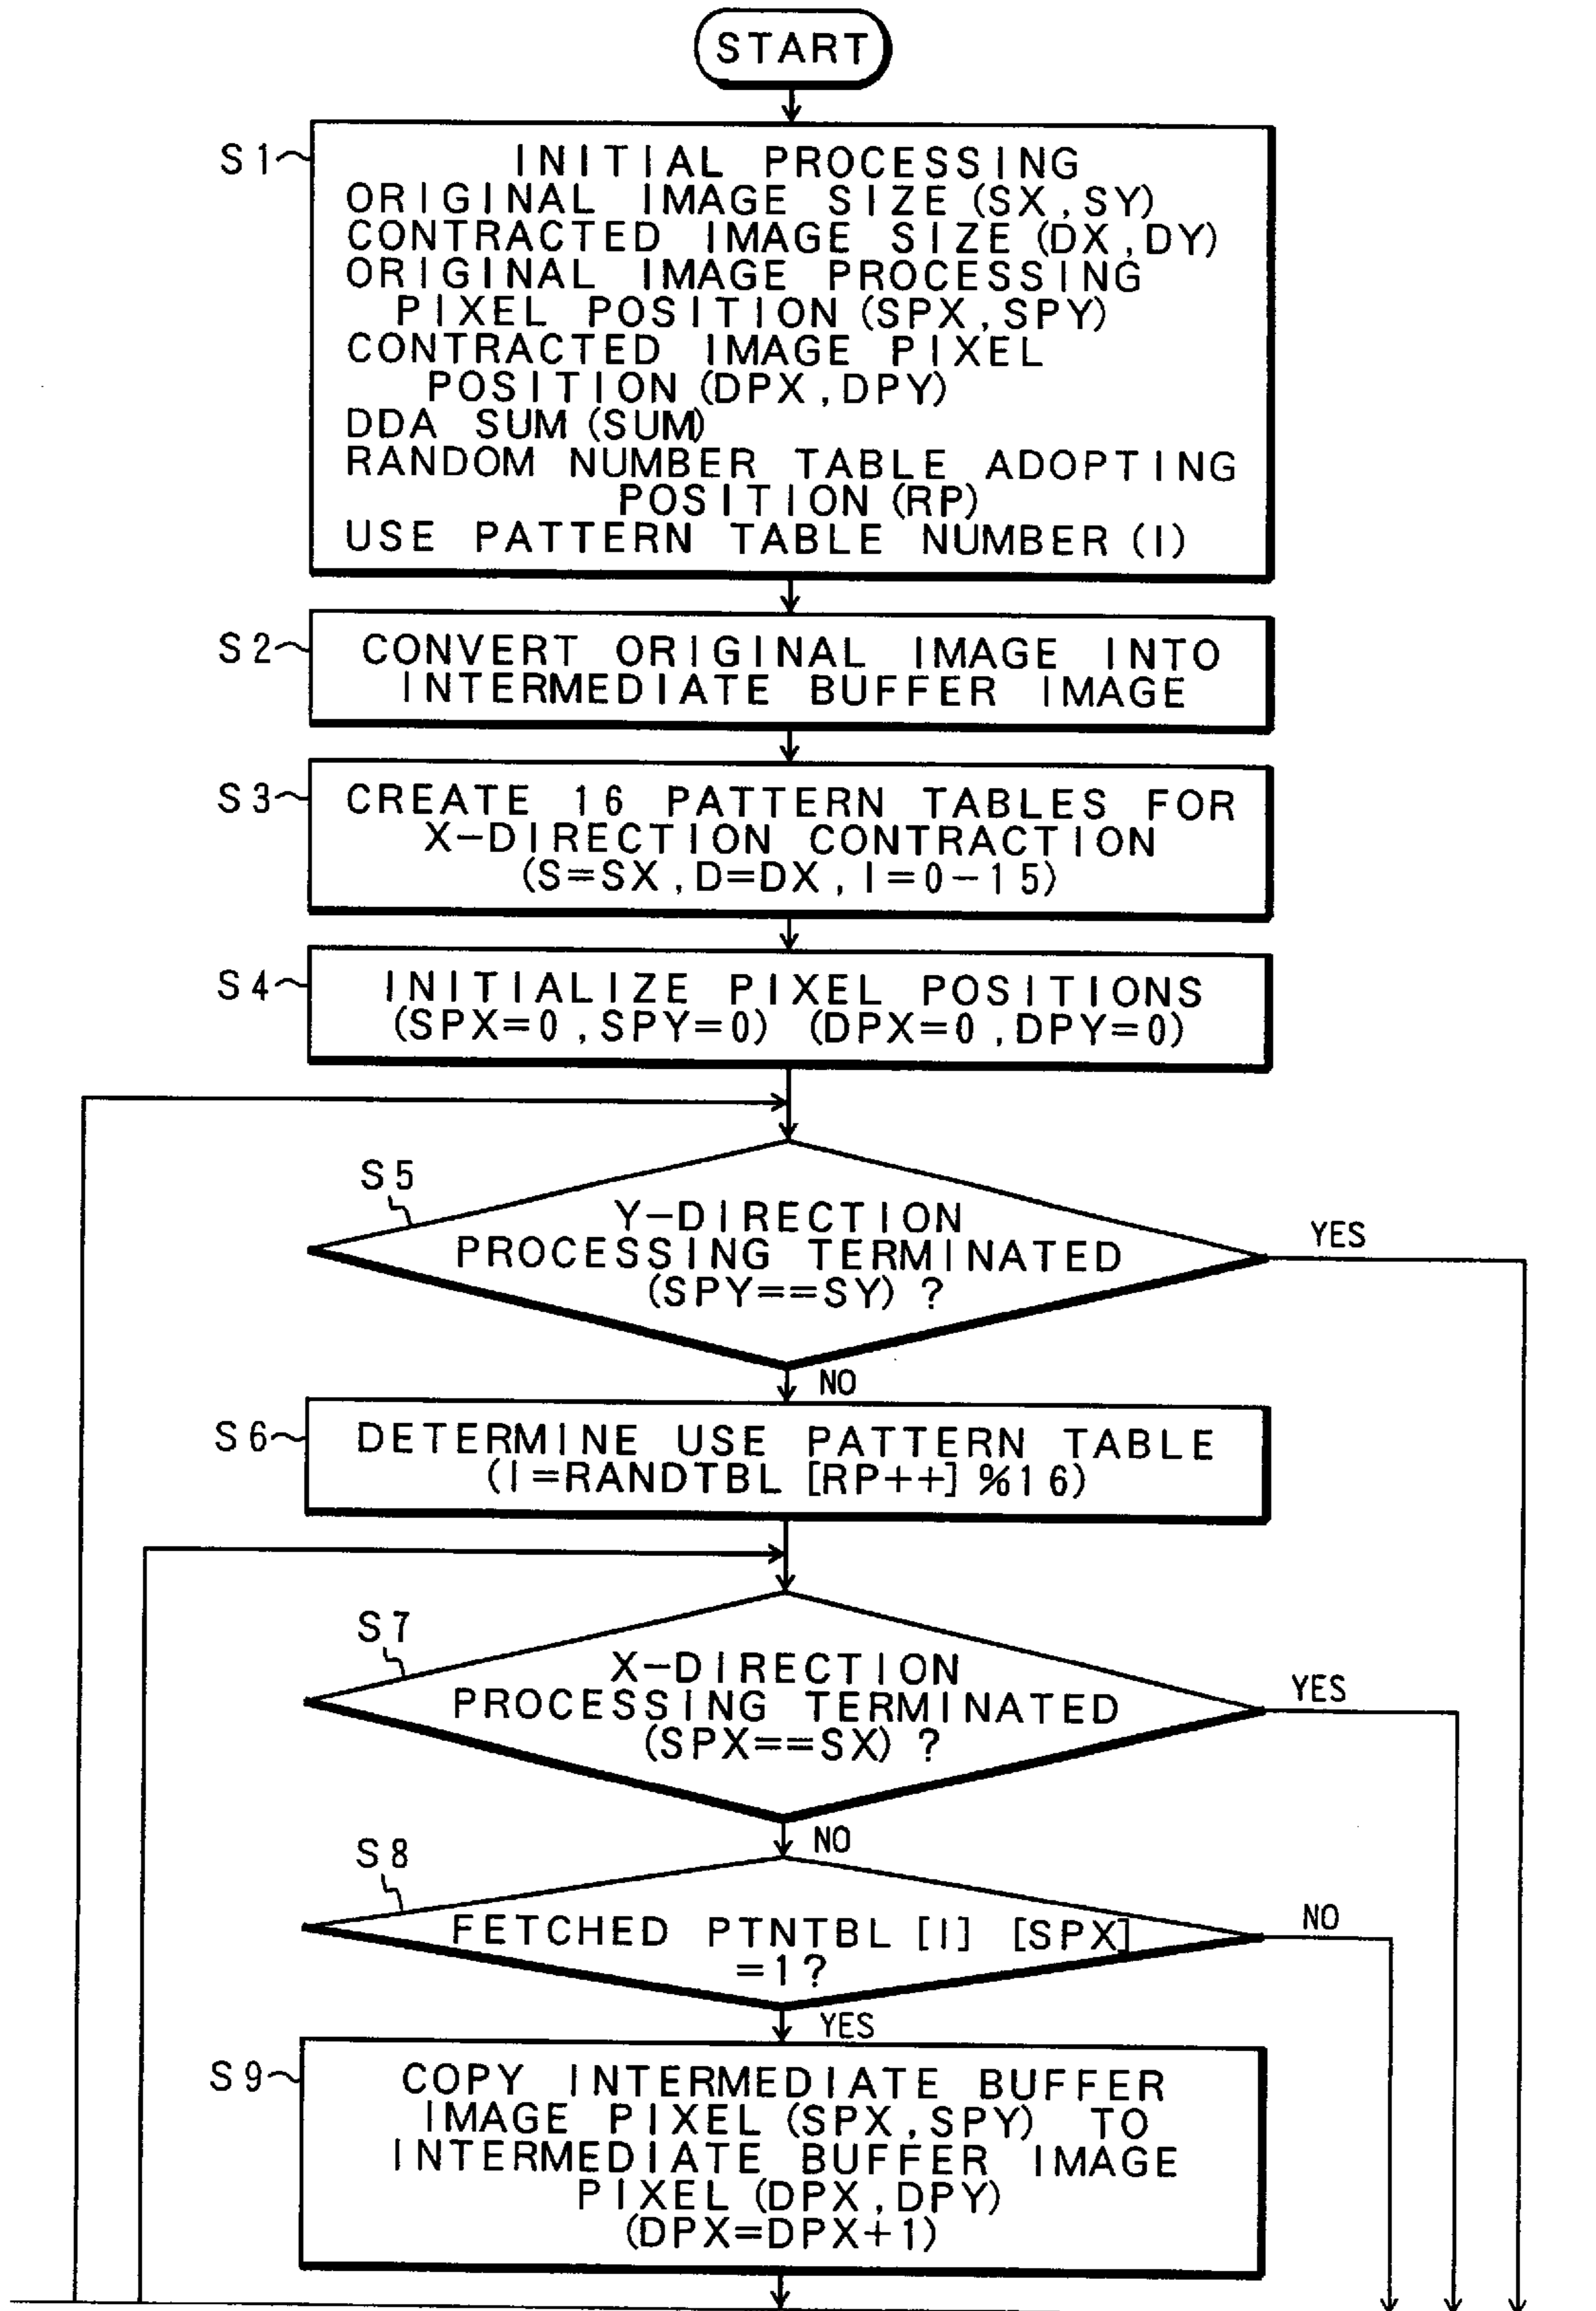 START
S1
INITIAL PROCESSING
ORIGINAL IMAGE SIZE (SX,SY)
CONTRACTED IMAGE SIZE (DX,DY)
ORIGINAL IMAGE PROCESSING
PIXEL POSITION (SPX,SPY)
CONTRACTED IMAGE PIXEL
POSITION (DPX,DPY)
DDA SUM (SUM)
RANDOM NUMBER TABLE ADOPTING
POSITION (RP)
USE PATTERN TABLE NUMBER (I)
S2
CONVERT ORIGINAL IMAGE INTO
INTERMEDIATE BUFFER IMAGE
S3
CREATE 16 PATTERN TABLES FOR
X-DIRECTION CONTRACTION
(S=SX,D=DX,I=0-15)
S4
INITIALIZE PIXEL POSITIONS
(SPX=0,SPY=0) (DPX=0,DPY=0)
S5
Y-DIRECTION
PROCESSING TERMINATED
(SPY==SY) ?
YES
NO
S6
DETERMINE USE PATTERN TABLE
(I=RANDTBL [RP++] %16)
S7
X-DIRECTION
PROCESSING TERMINATED
(SPX==SX) ?
YES
NO
S8
FETCHED PTNTBL [I] [SPX]
=1?
NO
YES
S9
COPY INTERMEDIATE BUFFER
IMAGE PIXEL (SPX,SPY) TO
INTERMEDIATE BUFFER IMAGE
PIXEL (DPX,DPY)
(DPX=DPX+1)